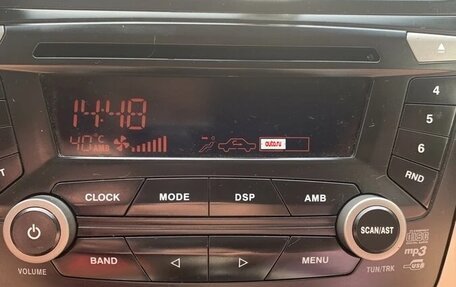 14:48
40°C
AMB
auto.ru
4
5
6
RND
T
CLOCK
MODE
DSP
AMB
SCAN/AST
VOLUME
BAND
MENU
TUN/TRK
mp3
USB